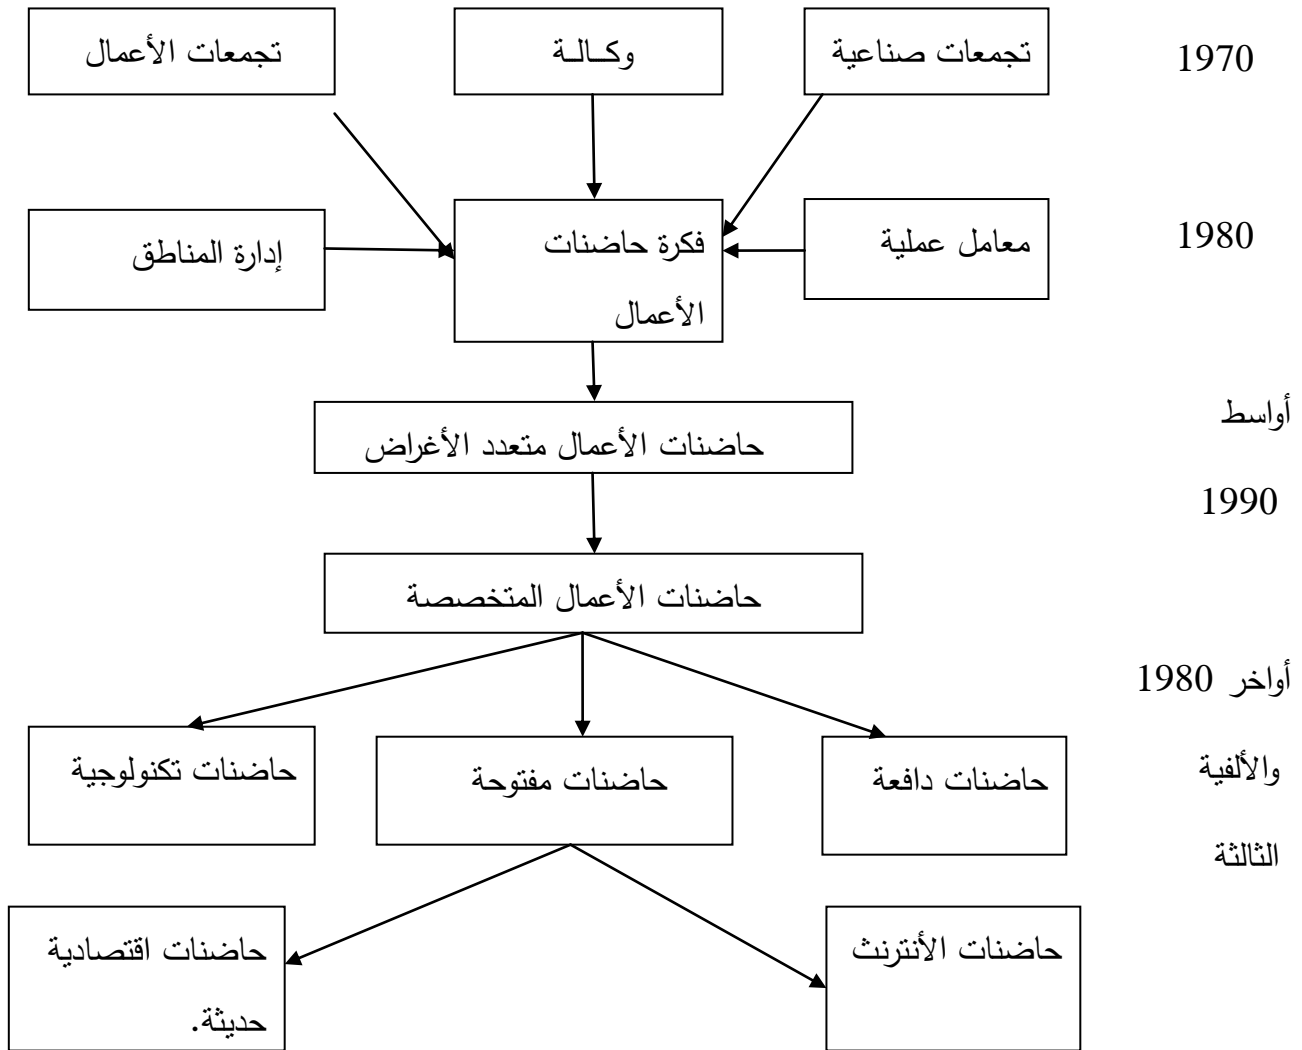 1970
تجمعات صناعية
وكــالـة
تجمعات الأعمال
1980
معامل عملية
فكرة حاضنات
الأعمال
إدارة المناطق
أواسط
1990
حاضنات الأعمال متعدد الأغراض
حاضنات الأعمال المتخصصة
أواخر 1980
والألفية
الثالثة
حاضنات دافعة
حاضنات مفتوحة
حاضنات تكنولوجية
حاضنات الأنترنث
حاضنات اقتصادية
حديثة.